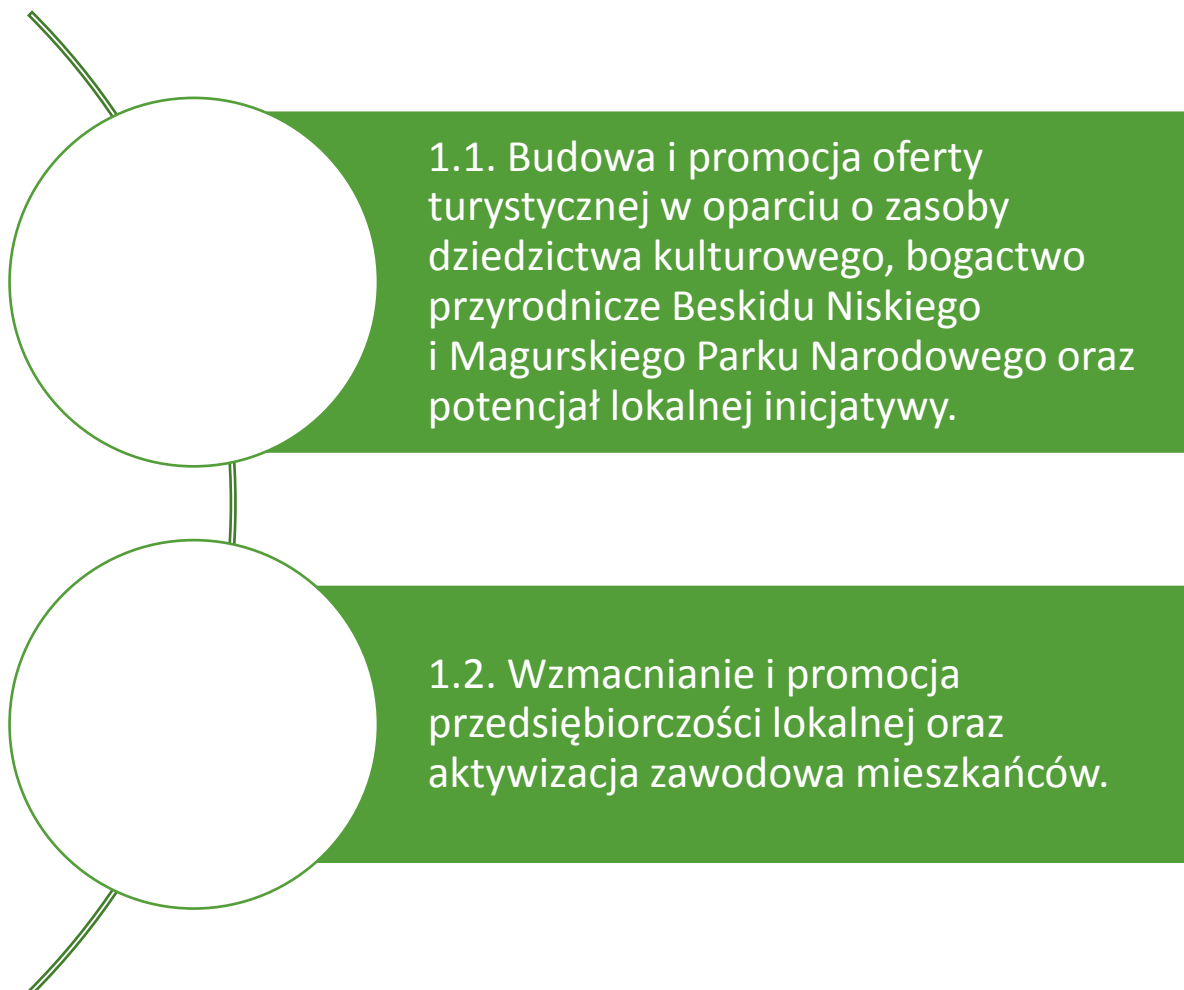 1.1. Budowa i promocja oferty
turystycznej w oparciu o zasoby
dziedzictwa kulturowego, bogactwo
przyrodnicze Beskidu Niskiego
i Magurskiego Parku Narodowego oraz
potencjał lokalnej inicjatywy.
1.2. Wzmacnianie i promocja
przedsiębiorczości lokalnej oraz
aktywizacja zawodowa mieszkańców.